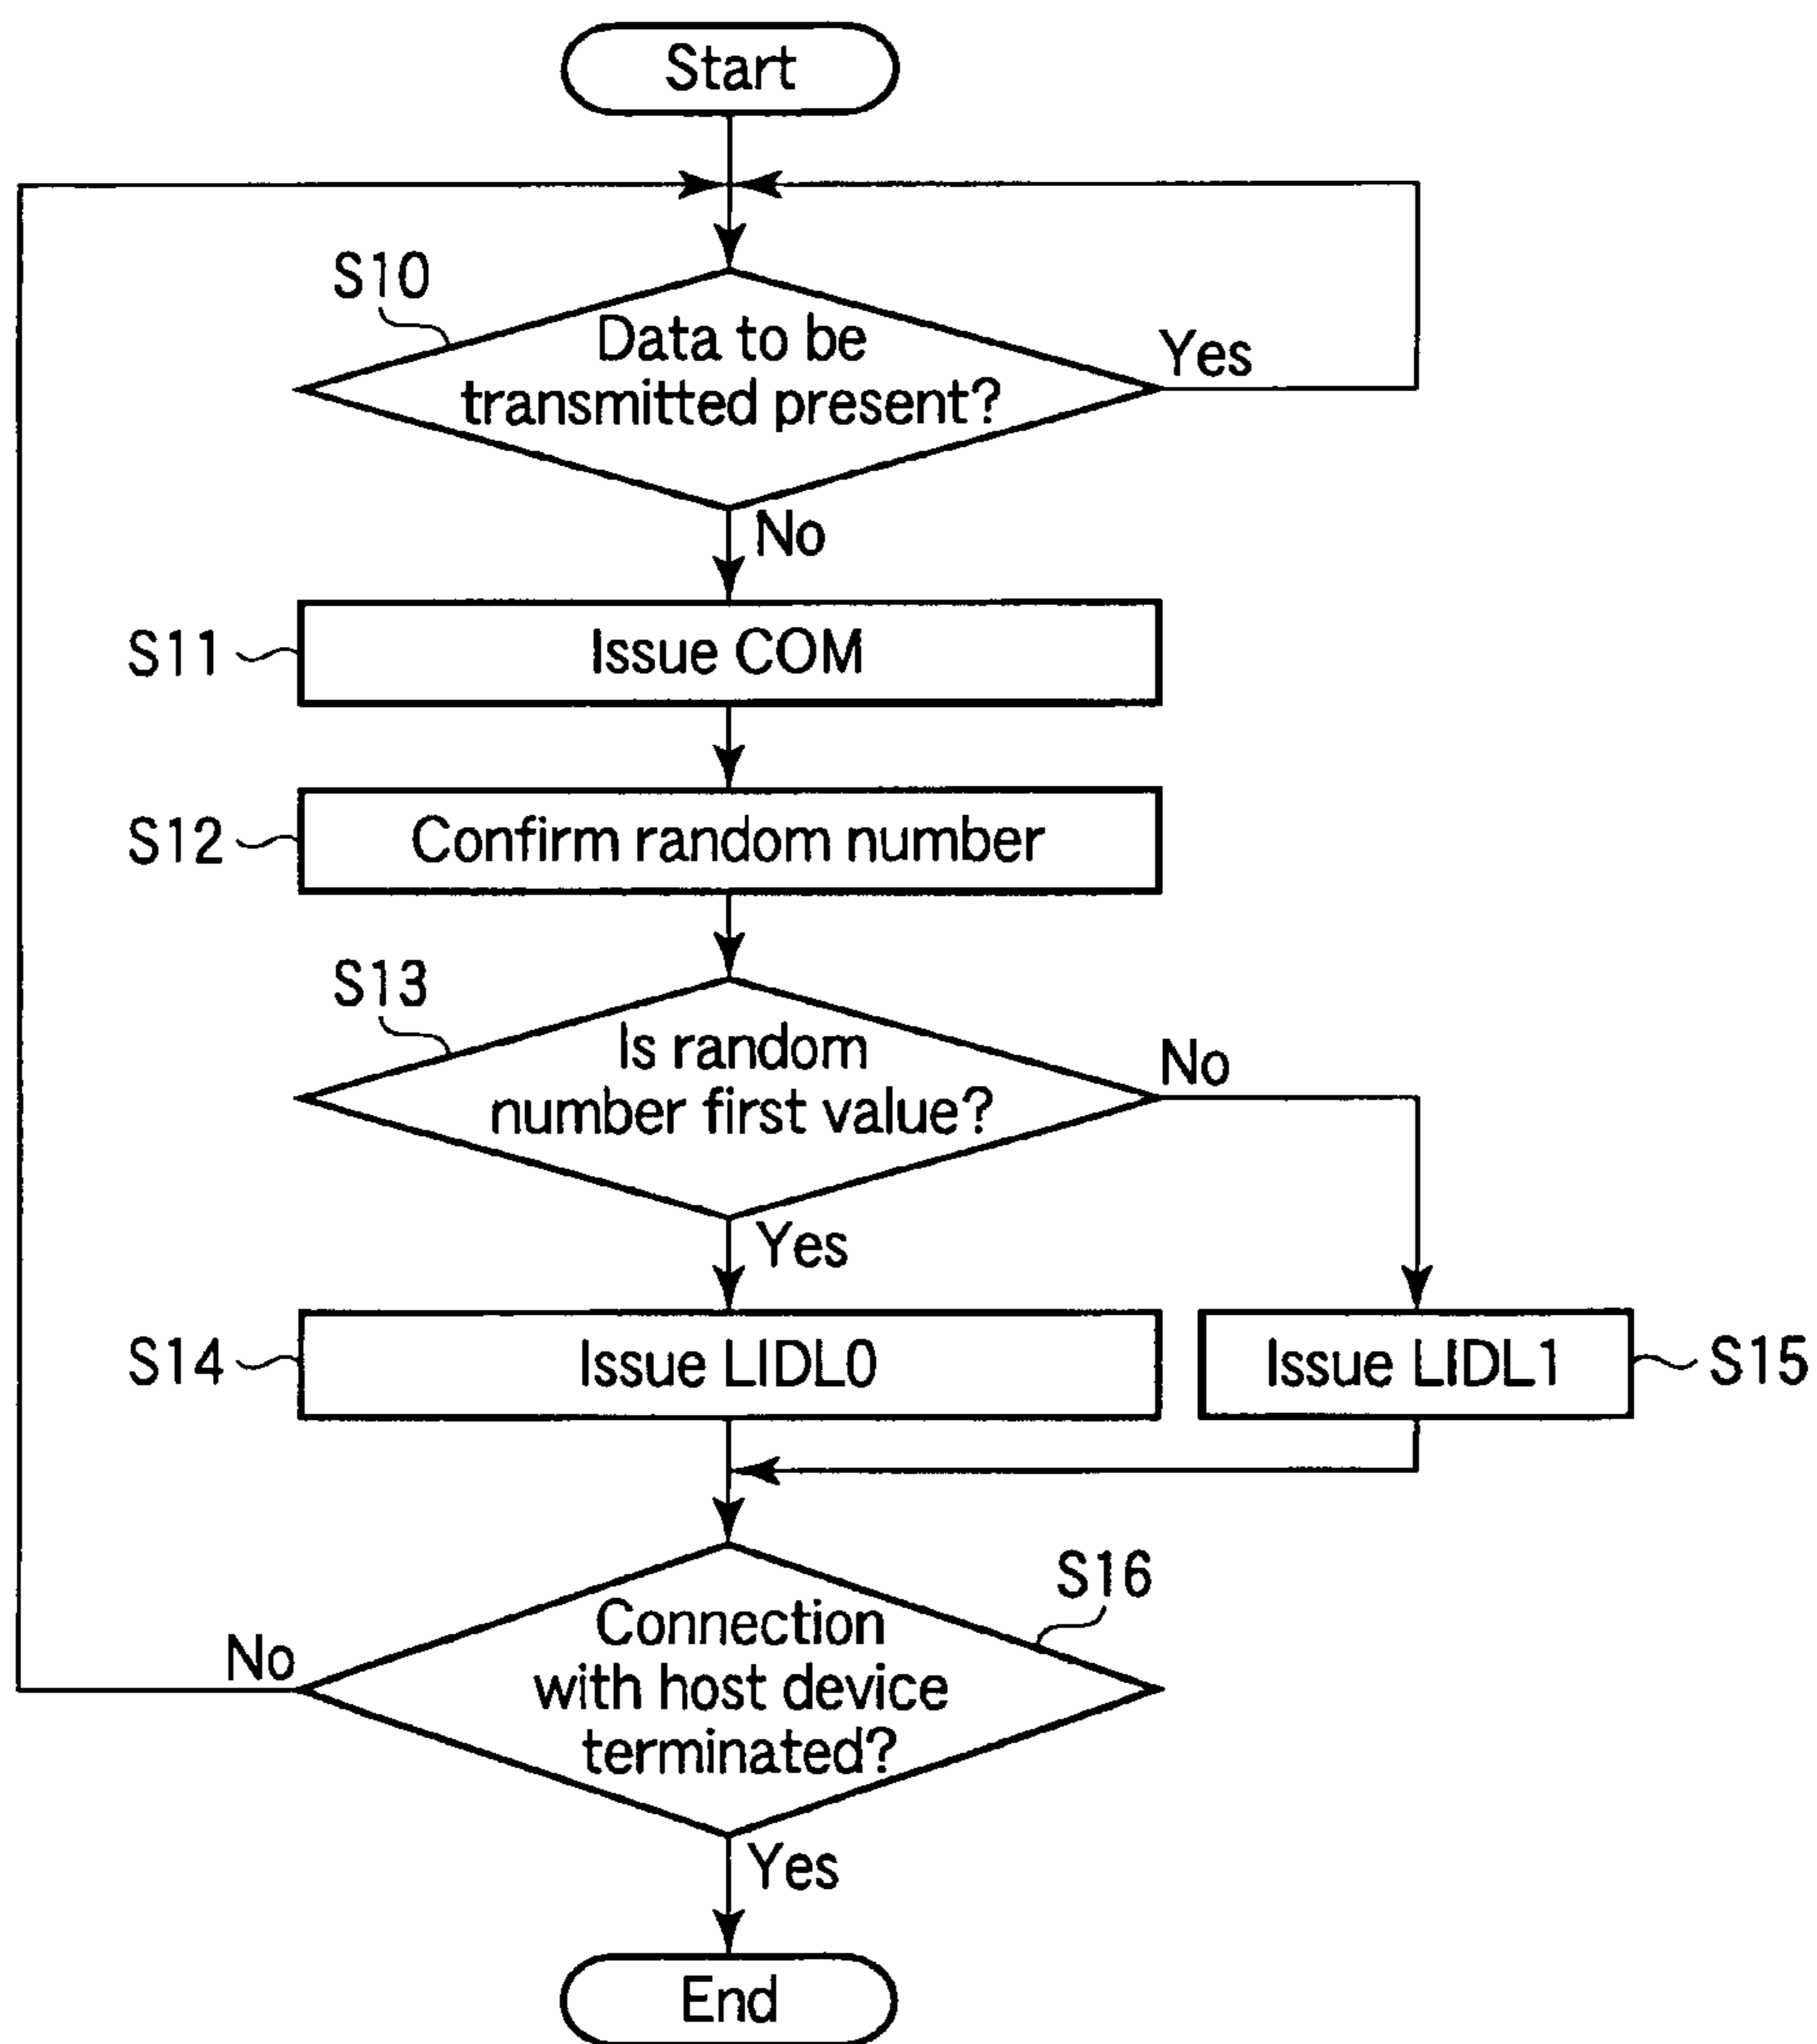 Start
S10
Data to be
transmitted present?
Yes
No
S11
Issue COM
S12
Confirm random number
S13
Is random
number first value?
No
Yes
S14
Issue LIDL0
Issue LIDL1
S15
S16
Connection
with host device
terminated?
No
Yes
End